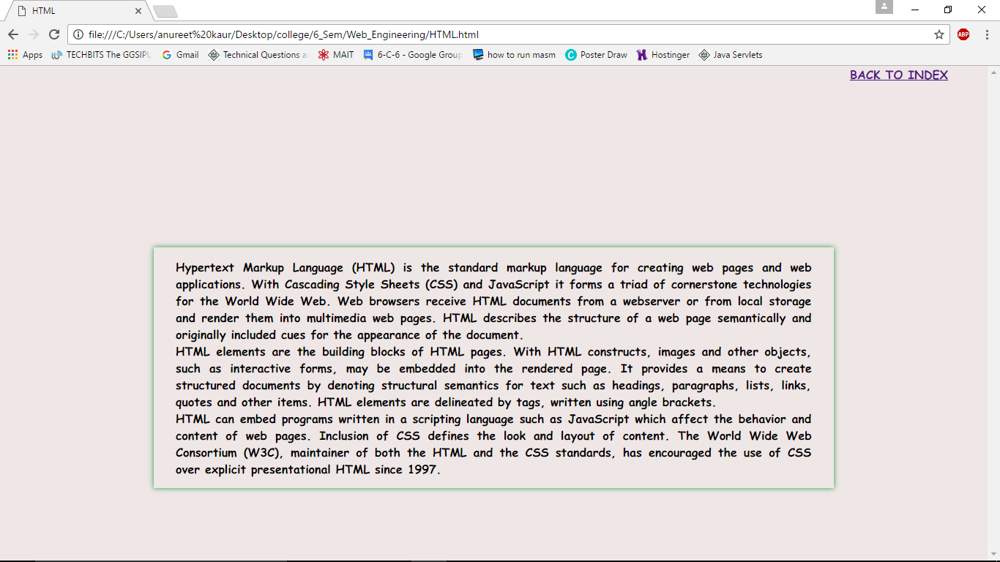 HTML
file:///C:/Users/anureet%20kaur/Desktop/college/6_Sem/Web_Engineering/HTML.html
ABP
Apps TECHBITS The GGSIPU Gmail Technical Questions a MAIT 6-C-6 - Google Group how to run masm Poster Draw Hostinger Java Servlets
BACK TO INDEX
Hypertext Markup Language (HTML) is the standard markup language for creating web pages and web
applications. With Cascading Style Sheets (CSS) and JavaScript it forms a triad of cornerstone technologies
for the World Wide Web. Web browsers receive HTML documents from a webserver or from local storage
and render them into multimedia web pages. HTML describes the structure of a web page semantically and
originally included cues for the appearance of the document.
HTML elements are the building blocks of HTML pages. With HTML constructs, images and other objects,
such as interactive forms, may be embedded into the rendered page. It provides a means to create
structured documents by denoting structural semantics for text such as headings, paragraphs, lists, links,
quotes and other items. HTML elements are delineated by tags, written using angle brackets.
HTML can embed programs written in a scripting language such as JavaScript which affect the behavior and
content of web pages. Inclusion of CSS defines the look and layout of content. The World Wide Web
Consortium (W3C), maintainer of both the HTML and the CSS standards, has encouraged the use of CSS
over explicit presentational HTML since 1997.